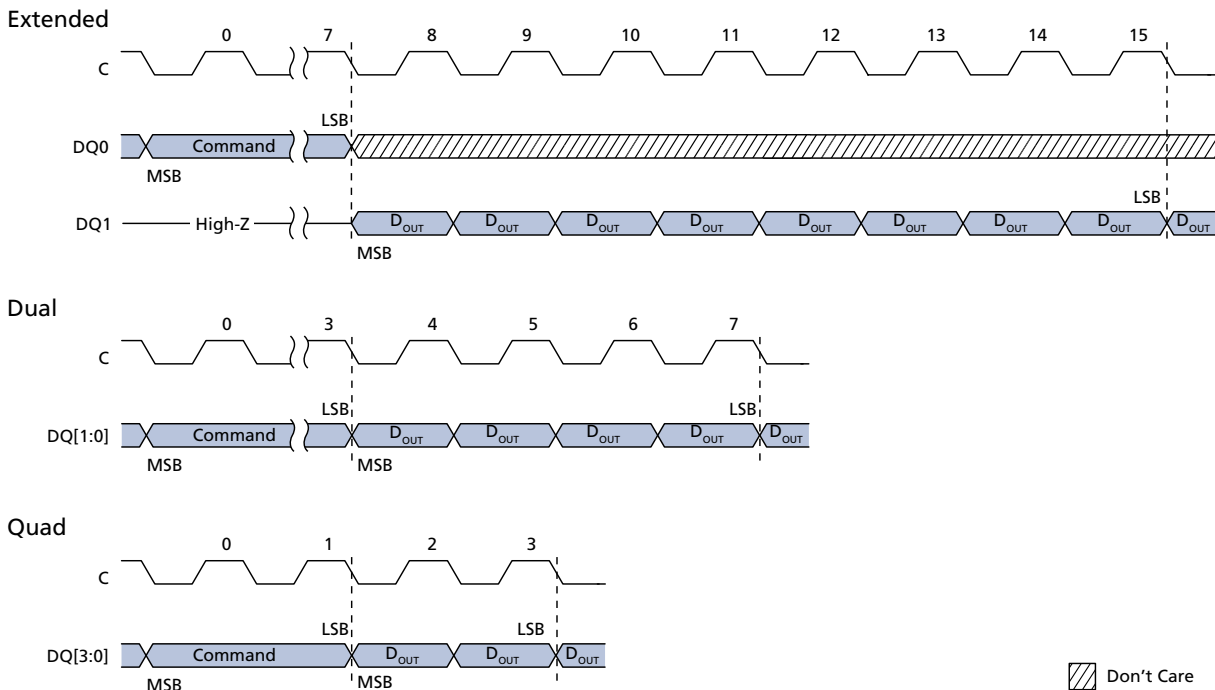 Extended
0 7 8 9 10 11 12 13 14 15
C
LSB
DQ0 Command
MSB
LSB
DQ1 High-Z DOUT DOUT DOUT DOUT DOUT DOUT DOUT DOUT DOUT
MSB
Dual
0 3 4 5 6 7
C
LSB LSB
DQ[1:0] Command DOUT DOUT DOUT DOUT DOUT
MSB MSB
Quad
0 1 2 3
C
LSB LSB
DQ[3:0] Command DOUT DOUT DOUT
MSB MSB
Don't Care